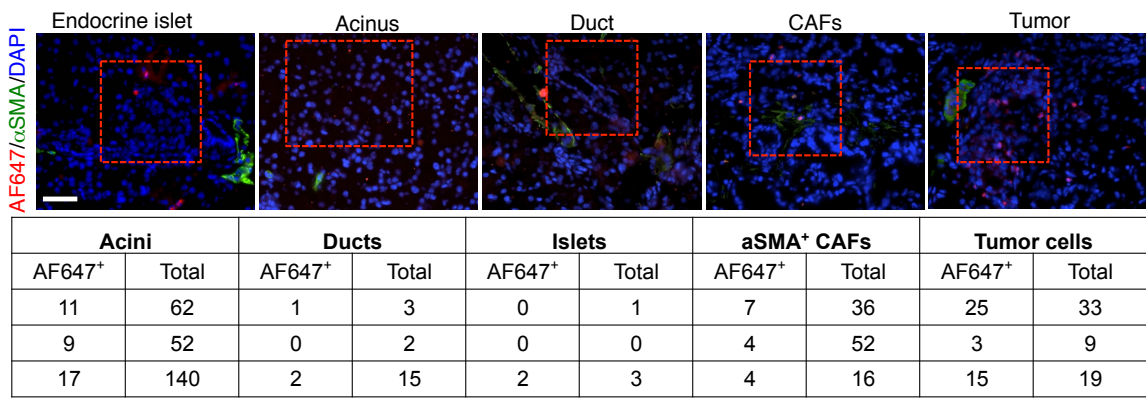 Endocrine islet Acinus Duct CAFs Tumor
AF647/αSMA/DAPI
Acini Ducts Islets aSMA⁺ CAFs Tumor cells
AF647⁺ Total AF647⁺ Total AF647⁺ Total AF647⁺ Total AF647⁺ Total
11 62 1 3 0 1 7 36 25 33
9 52 0 2 0 0 4 52 3 9
17 140 2 15 2 3 4 16 15 19